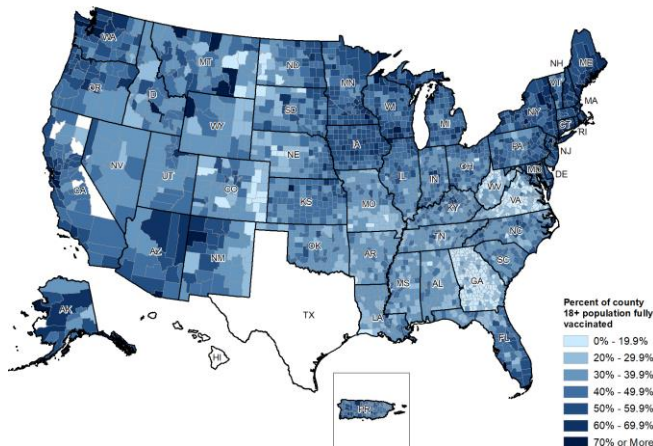 WA
MT
ND
MN
ME
NH
VT
MA
OR
ID
SD
WI
NY
CT
RI
WY
MI
IA
PA
NJ
NE
MD
DE
NV
UT
IL
IN
OH
CA
CO
WV
VA
KS
MO
KY
AZ
NM
OK
TN
NC
AR
SC
MS
AL
GA
TX
LA
AK
FL
HI
PR
Percent of county
18+ population fully
vaccinated
0% - 19.9%
20% - 29.9%
30% - 39.9%
40% - 49.9%
50% - 59.9%
60% - 69.9%
70% or More